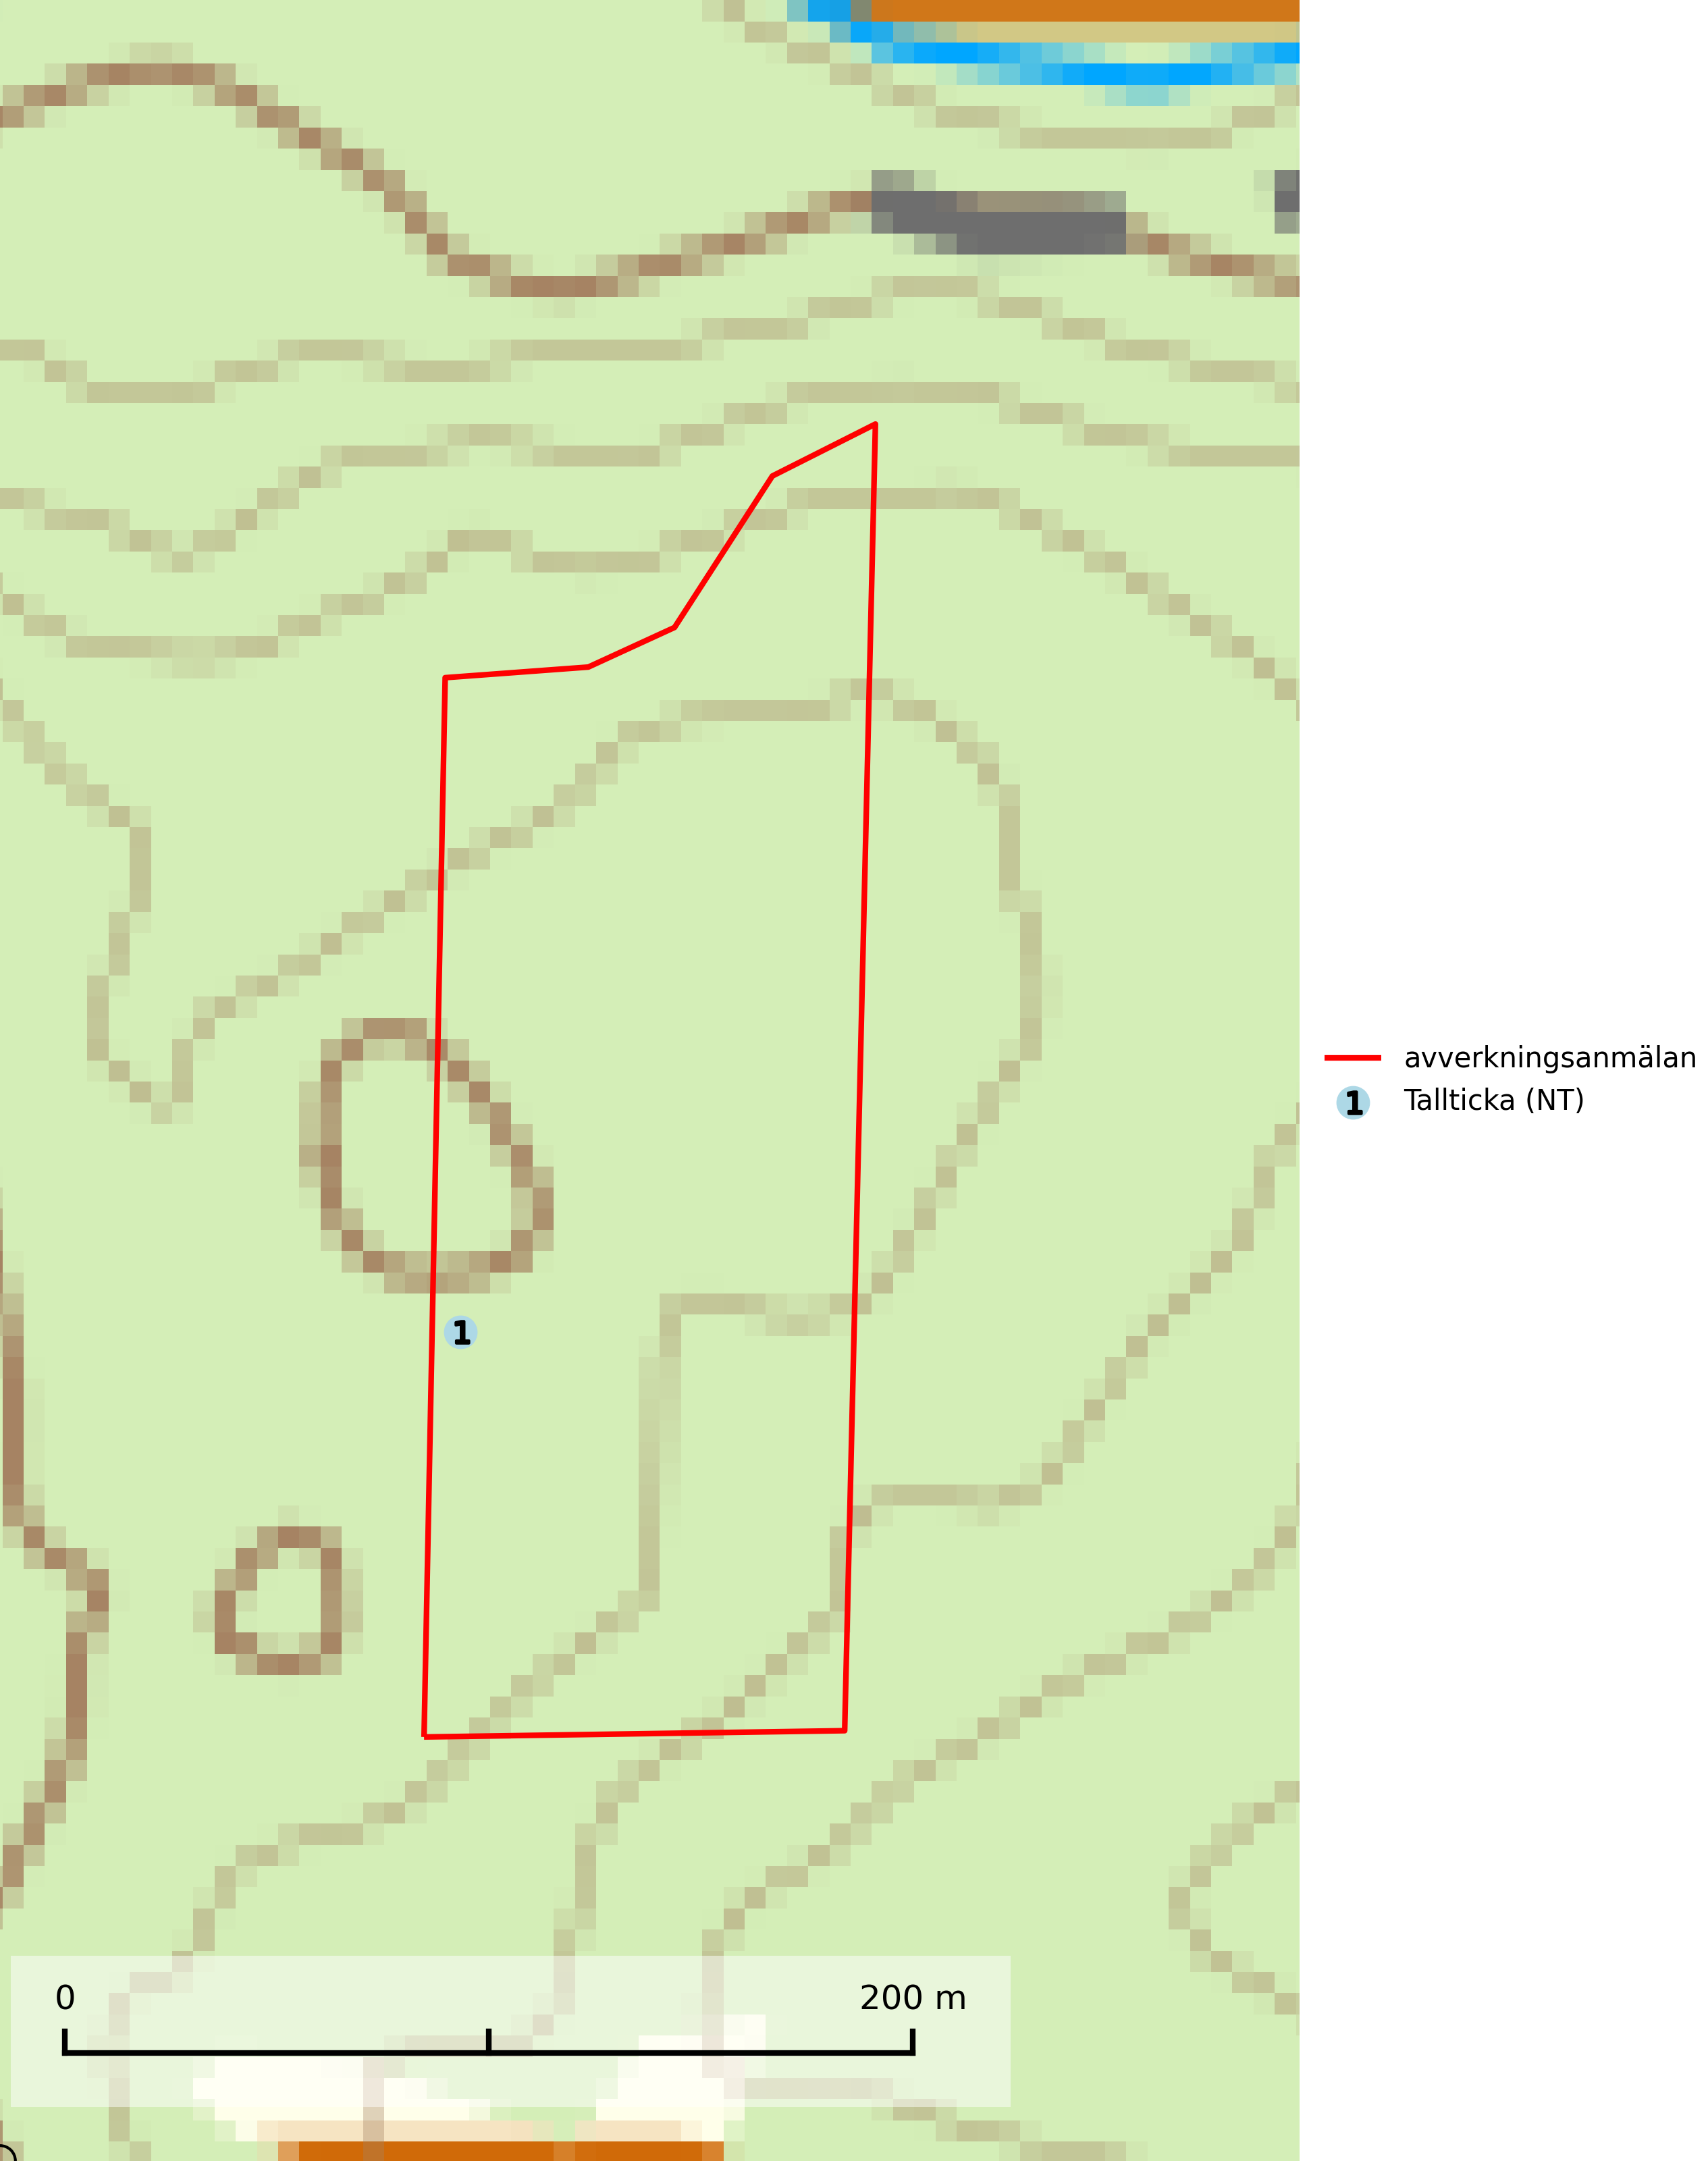 avverkningsanmälan
1 Tallticka (NT)
1
0 200 m